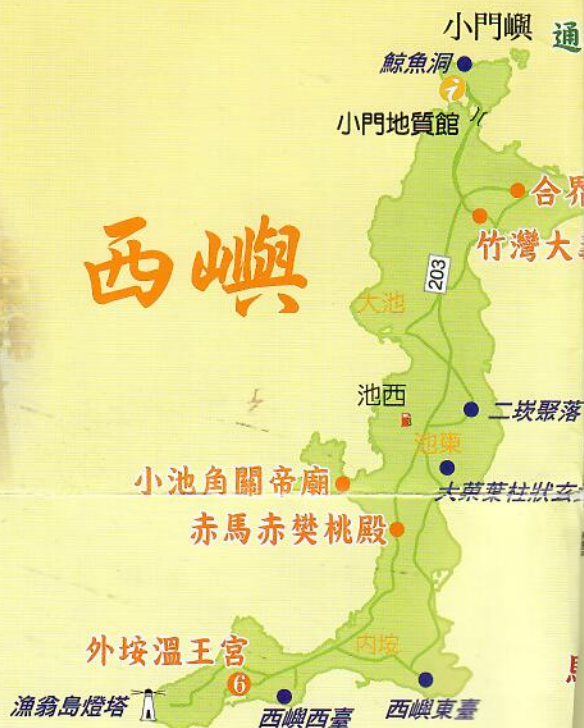 小門嶼
通
鯨魚洞
i
小門地質館
合界
竹灣大
西嶼
203
大池
池西
二崁聚落
池東
小池角關帝廟
大菓葉柱狀玄
赤馬赤樊桃殿
內垵
外垵溫王宮
6
漁翁島燈塔
西嶼西臺
西嶼東臺